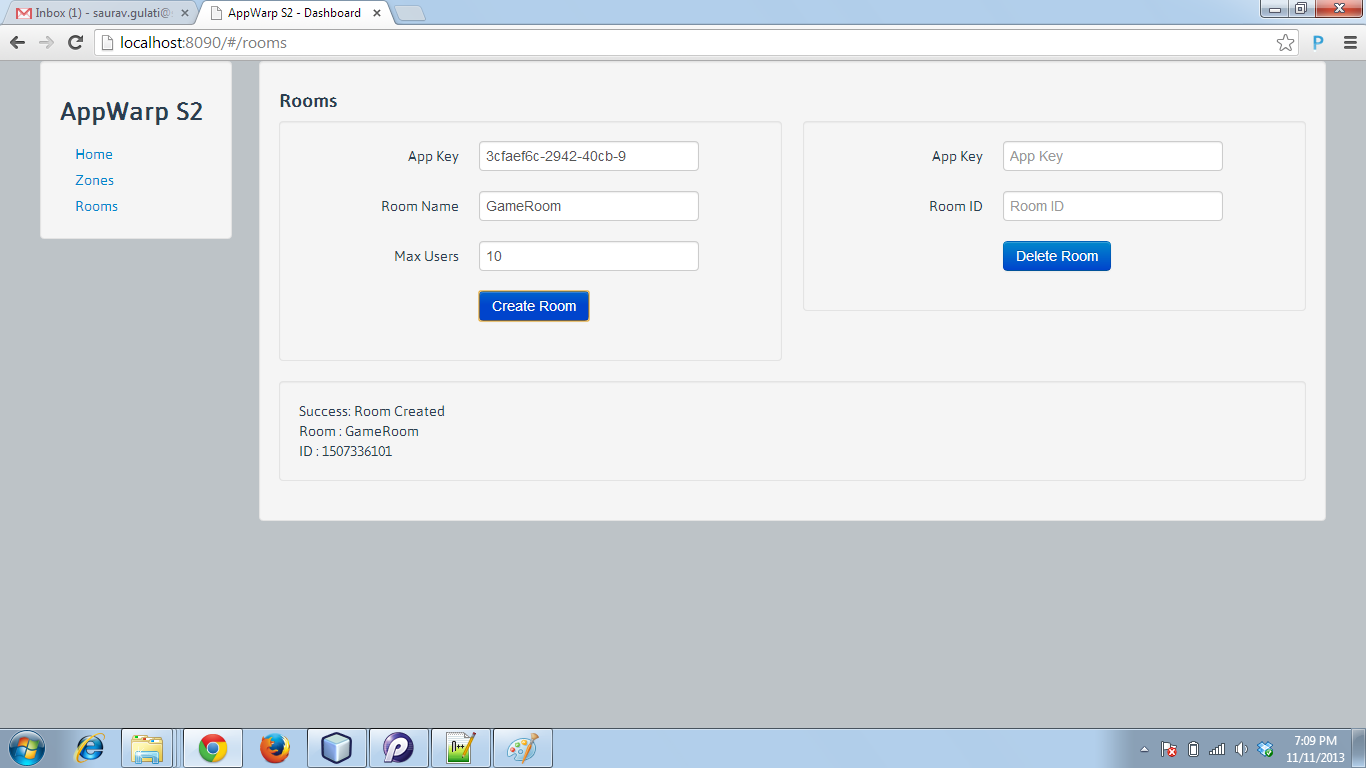 Inbox (1) - saurav.gulati@
AppWarp S2 - Dashboard
localhost:8090/#/rooms
P
AppWarp S2
Home
Zones
Rooms
Rooms
App Key 3cfaef6c-2942-40cb-9
Room Name GameRoom
Max Users 10
Create Room
App Key App Key
Room ID Room ID
Delete Room
Success: Room Created
Room : GameRoom
ID : 1507336101
7:09 PM
11/11/2013